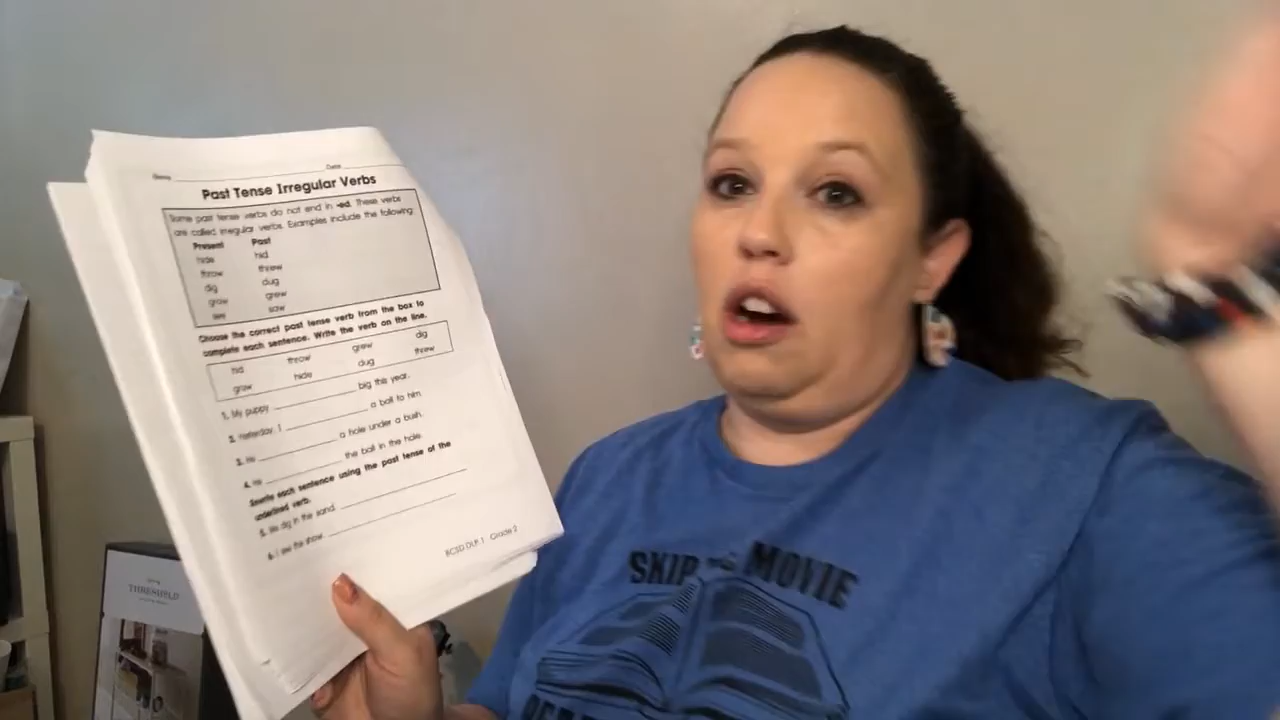 Name Date
Past Tense Irregular Verbs
Some past tense verbs do not end in -ed. These verbs
are called irregular verbs. Examples include the following:
Present Past
hide hid
throw threw
dig dug
grow grew
see saw
Choose the correct past tense verb from the box to
complete each sentence. Write the verb on the line.
hid throw grew dig
grow hide dug threw
1. My puppy big this year.
2. Yesterday, I a ball to him.
3. He a hole under a bush.
4. He the ball in the hole.
Rewrite each sentence using the past tense of the
underlined verb.
5. We dig in the sand.
6. I see the show.
BCSD DLP 1 Grade 2
THRESHOLD
SKIP THE MOVIE